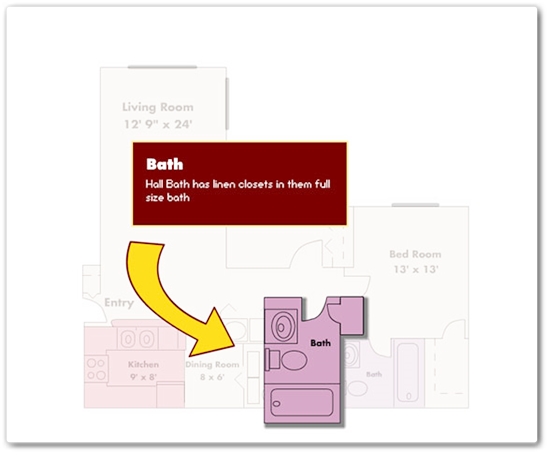 Living Room
12' 9" x 24'
Bath
Hall Bath has linen closets in them full
size bath
Bed Room
13' x 13'
Entry
Bath
Kitchen
9' x 8'
Dining Room
8 x 6'
Bath